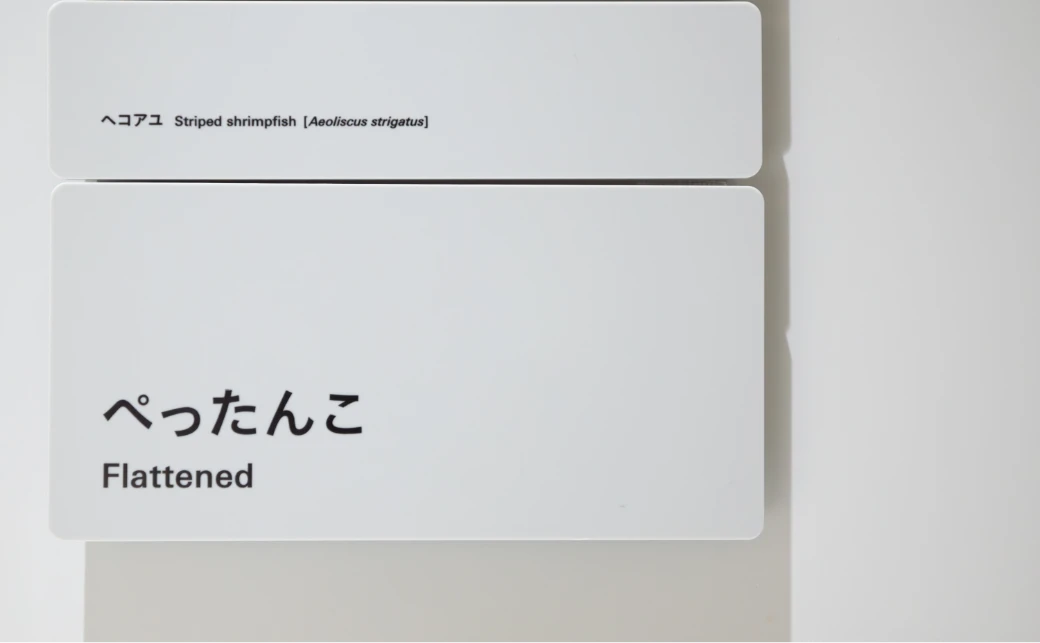 ヘコアユ Striped shrimpfish [Aeoliscus strigatus]
ぺったんこ
Flattened